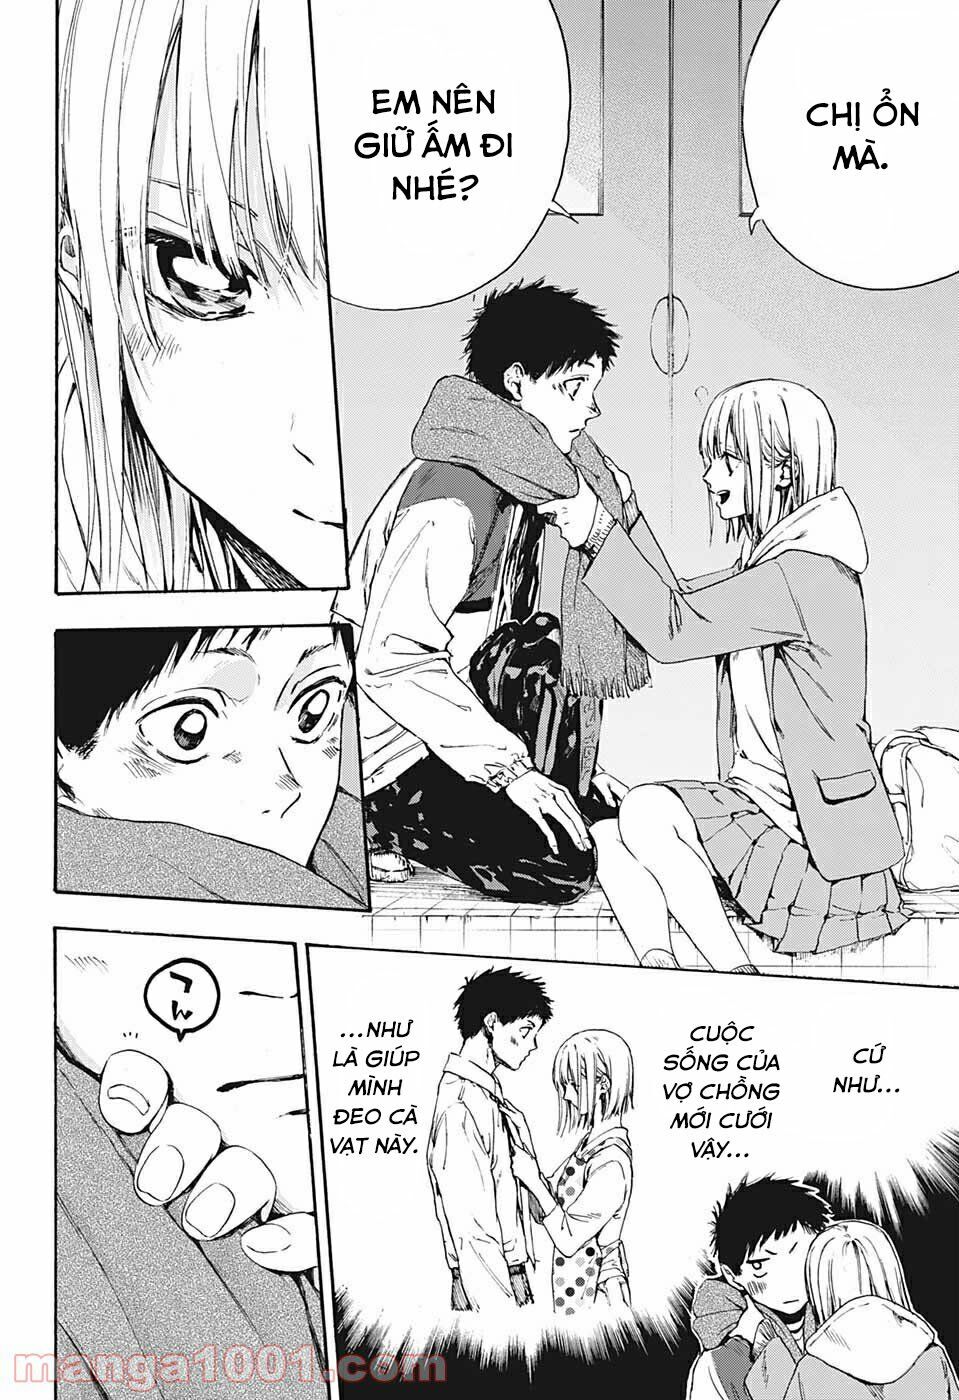 CHỊ ỔN
MÀ.
EM NÊN
GIỮ ẤM ĐI
NHÉ?
CỨ
NHƯ...
CUỘC
SỐNG CỦA
VỢ CHỒNG
MỚI CƯỚI
VẬY...
...NHƯ
LÀ GIÚP
MÌNH
ĐEO CÀ
VẠT NÀY.
manga1001.com